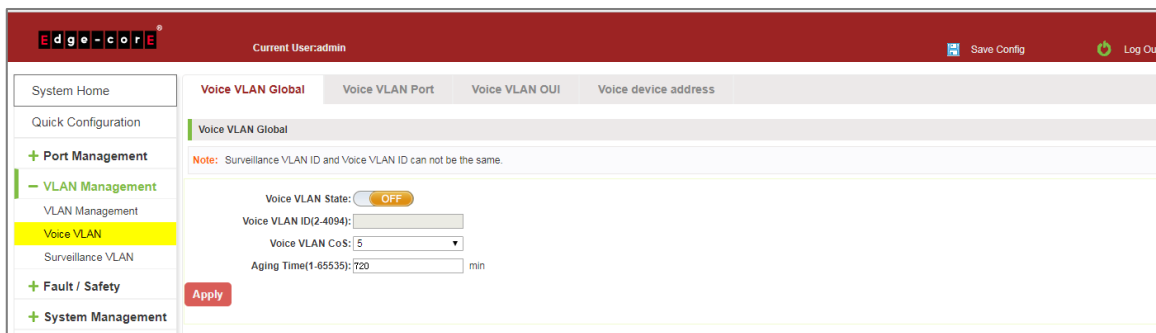 Edge-corE®
Current User:admin
Save Config
Log Ou
System Home
Quick Configuration
+ Port Management
− VLAN Management
VLAN Management
Voice VLAN
Surveillance VLAN
+ Fault / Safety
+ System Management
Voice VLAN Global Voice VLAN Port Voice VLAN OUI Voice device address
Voice VLAN Global
Note: Surveillance VLAN ID and Voice VLAN ID can not be the same.
Voice VLAN State: OFF
Voice VLAN ID(2-4094):
Voice VLAN CoS: 5
Aging Time(1-65535): 720 min
Apply